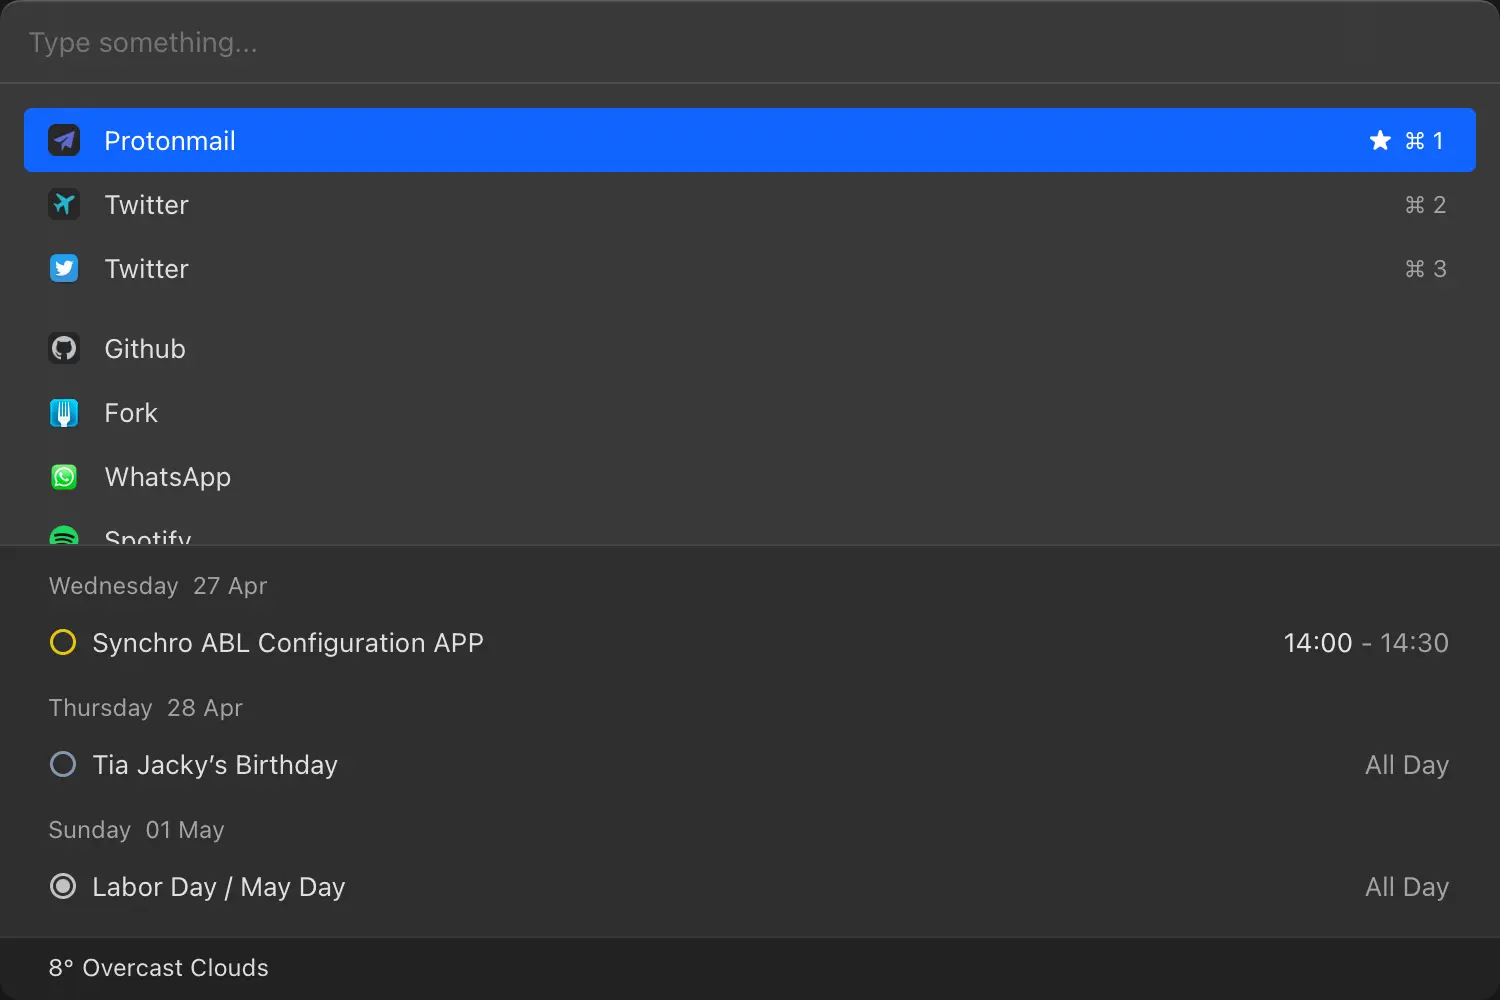 Type something...
Protonmail ★ ⌘ 1
Twitter ⌘ 2
Twitter ⌘ 3
Github
Fork
WhatsApp
Spotify
Wednesday 27 Apr
Synchro ABL Configuration APP 14:00 - 14:30
Thursday 28 Apr
Tia Jacky’s Birthday All Day
Sunday 01 May
Labor Day / May Day All Day
8° Overcast Clouds